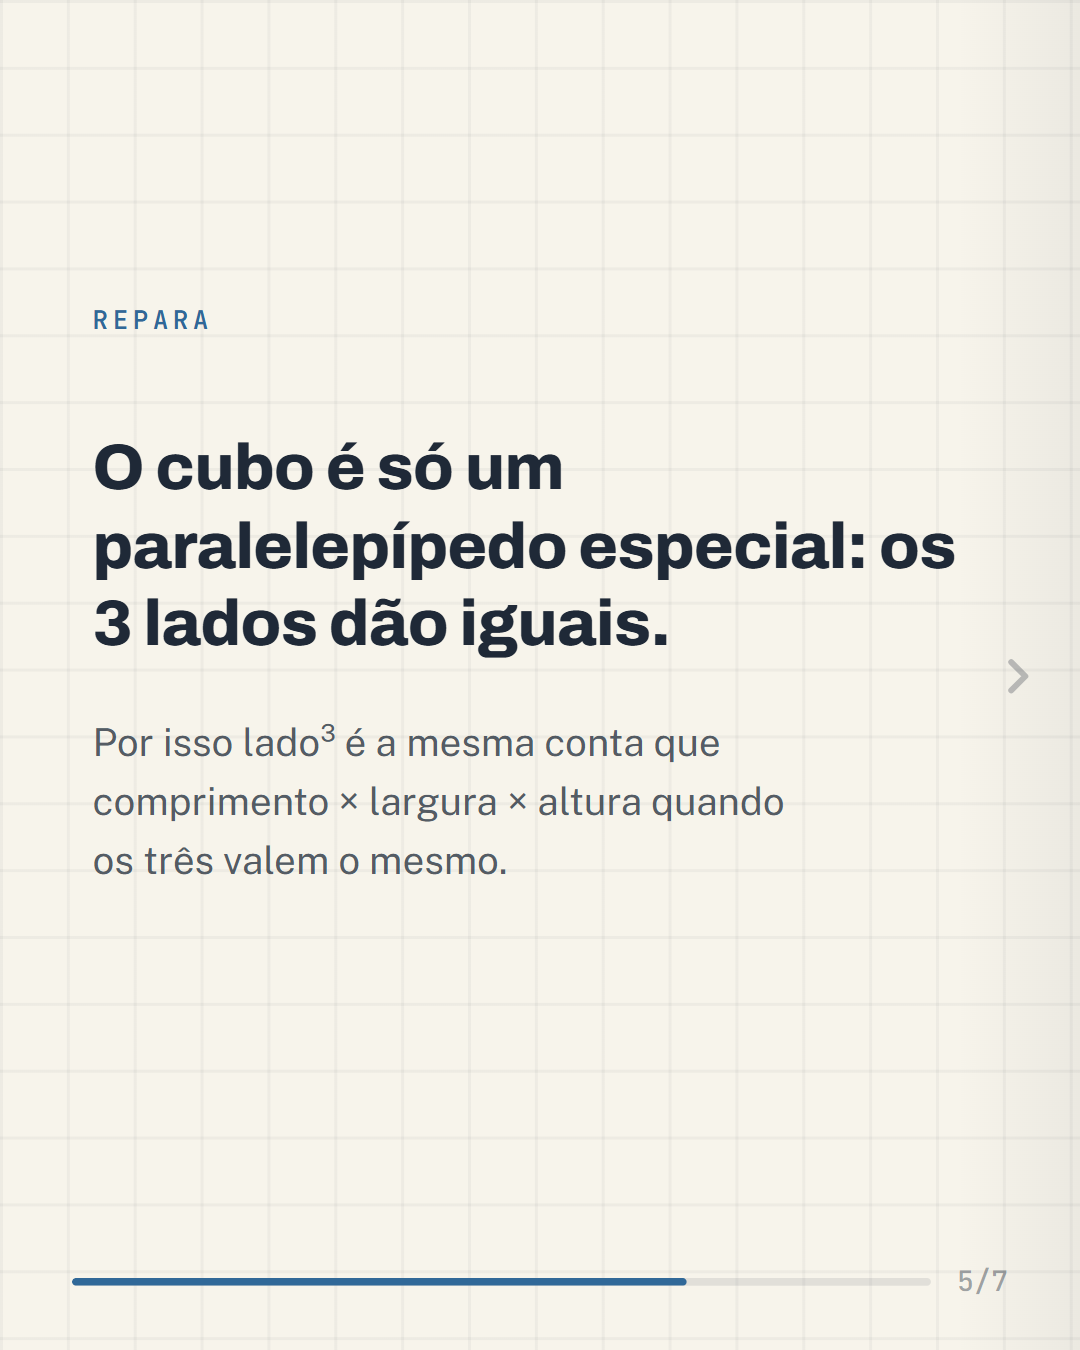 REPARA
O cubo é só um
paralelepípedo especial: os
3 lados dão iguais.
Por isso lado³ é a mesma conta que
comprimento × largura × altura quando
os três valem o mesmo.
5/7